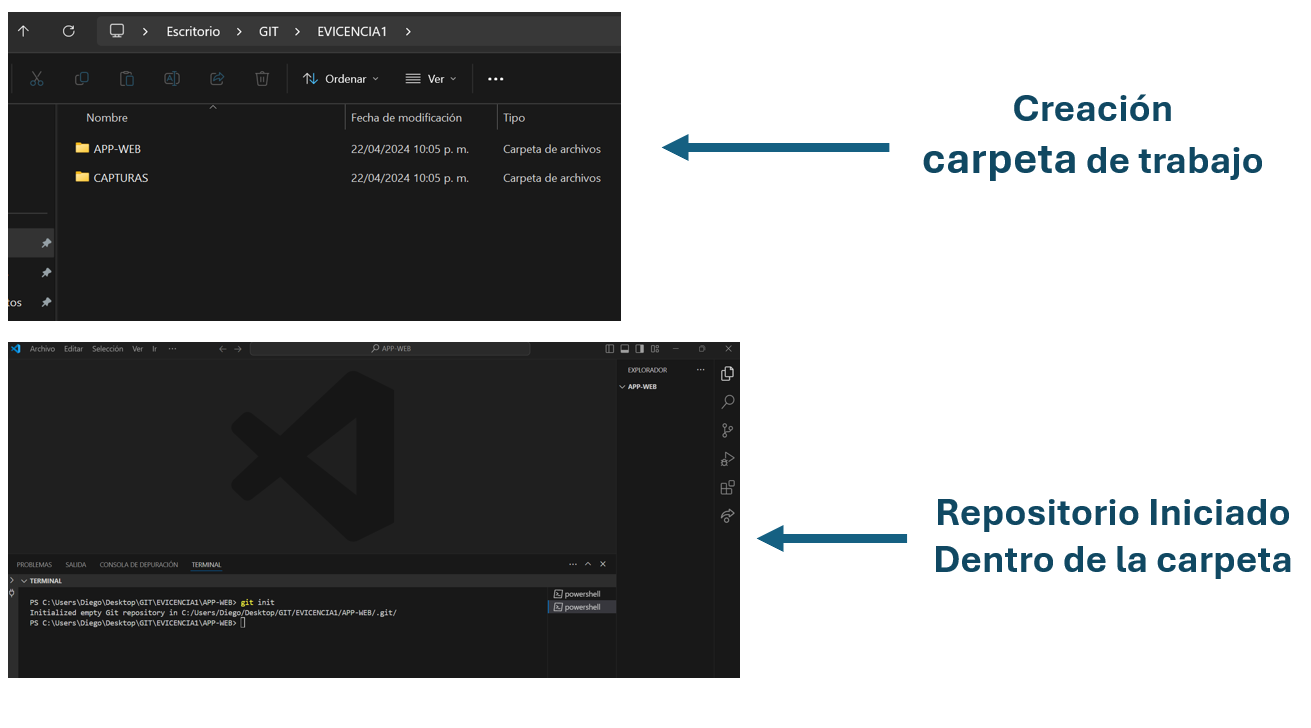 Escritorio GIT EVICENCIA1
Ordenar Ver
Nombre Fecha de modificación Tipo
APP-WEB 22/04/2024 10:05 p. m. Carpeta de archivos
CAPTURAS 22/04/2024 10:05 p. m. Carpeta de archivos
tos
Creación
carpeta de trabajo
Archivo Editar Selección Ver Ir ··· APP-WEB
EXPLORADOR ···
APP-WEB
PROBLEMAS SALIDA CONSOLA DE DEPURACIÓN TERMINAL
TERMINAL
PS C:\Users\Diego\Desktop\GIT\EVICENCIA1\APP-WEB> git init
Initialized empty Git repository in C:/Users/Diego/Desktop/GIT/EVICENCIA1/APP-WEB/.git/
PS C:\Users\Diego\Desktop\GIT\EVICENCIA1\APP-WEB>
powershell
powershell
Repositorio Iniciado
Dentro de la carpeta